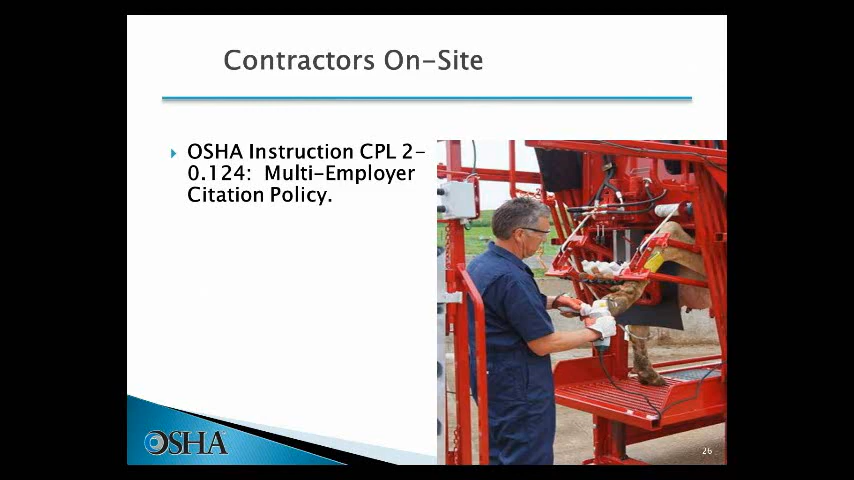 Contractors On-Site
OSHA Instruction CPL 2-
0.124: Multi-Employer
Citation Policy.
OSHA
26